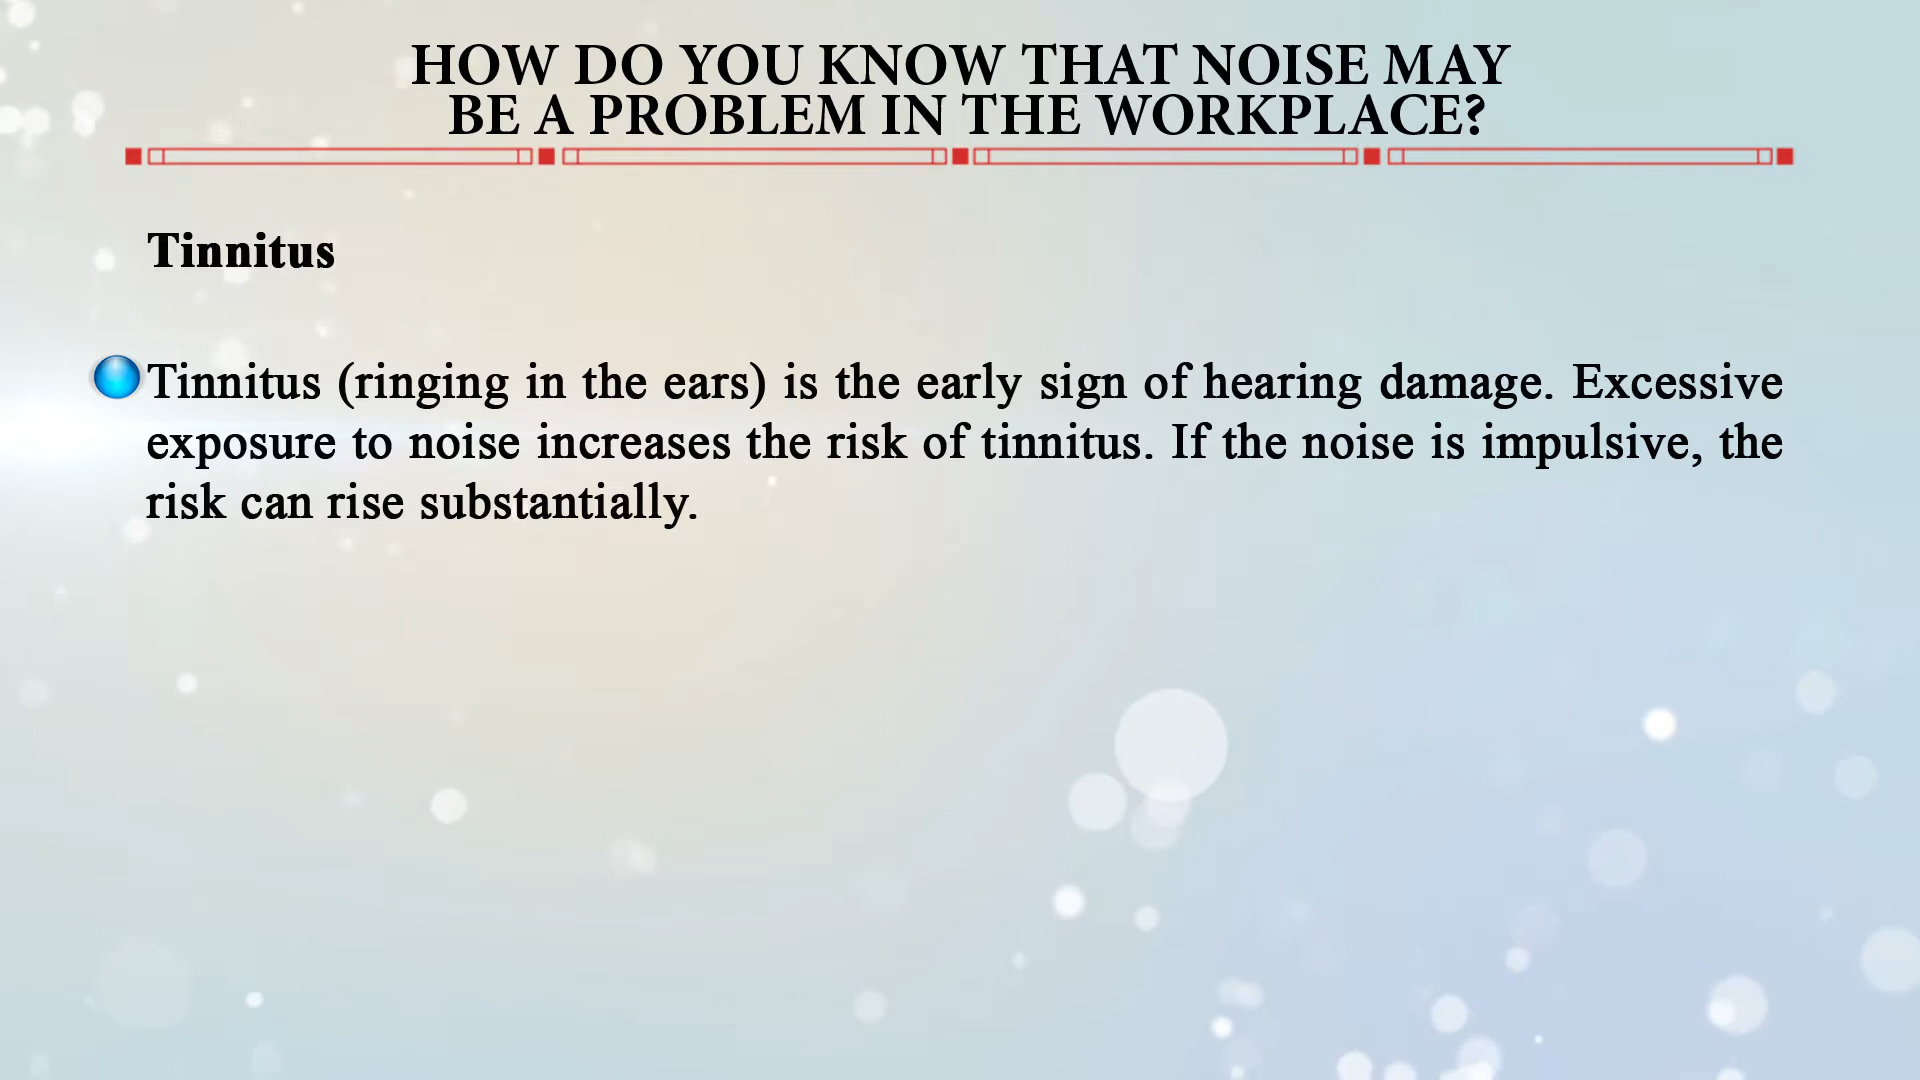 HOW DO YOU KNOW THAT NOISE MAY
BE A PROBLEM IN THE WORKPLACE?
Tinnitus
Tinnitus (ringing in the ears) is the early sign of hearing damage. Excessive
exposure to noise increases the risk of tinnitus. If the noise is impulsive, the
risk can rise substantially.